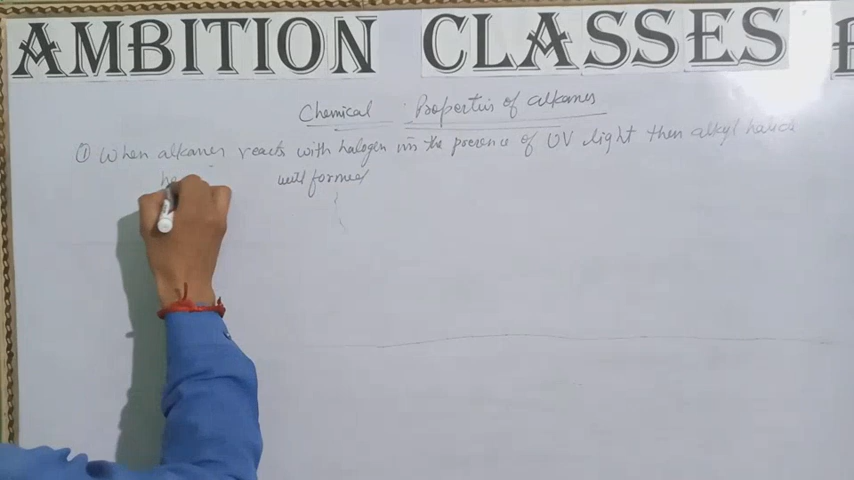 AMBITION CLASSES
Chemical Properties of alkanes
① When alkanes reacts with halogen in the presence of UV light then alkyl halide
will formed